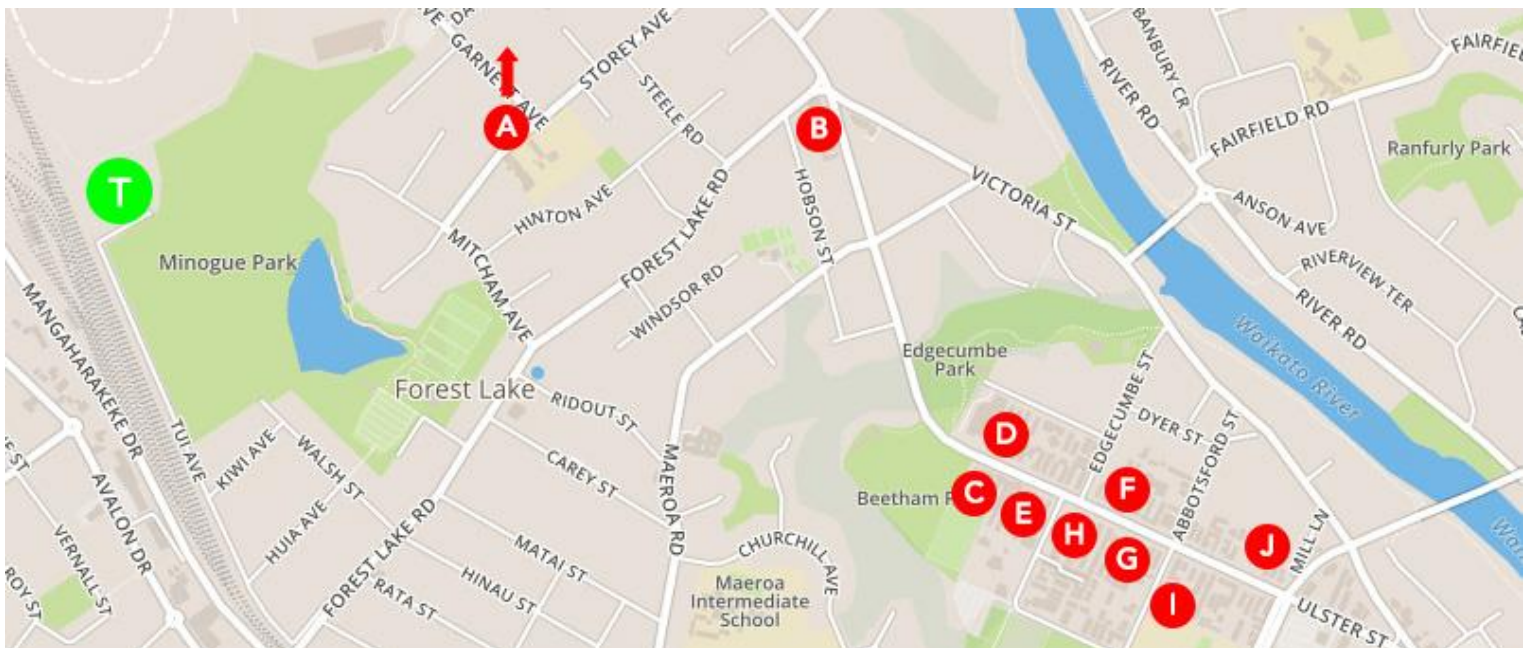 GARNETT AVE
STOREY AVE
STEELE RD
A
B
T
BANBURY CR
RIVER RD
FAIRFIELD RD
Ranfurly Park
ANSON AVE
RIVERVIEW TER
RIVER RD
HINTON AVE
MITCHAM AVE
FOREST LAKE RD
HOBSON ST
VICTORIA ST
WINDSOR RD
Minogue Park
MANGAHARAKEKE DR
Forest Lake
RIDOUT ST
Edgecumbe
Park
Waikato River
EDGECUMBE ST
DYER ST
ABBOTSFORD ST
MAEROA RD
CAREY ST
TUI AVE
KIWI AVE
WALSH ST
HUIA AVE
AVALON DR
VERNALL ST
FOREST LAKE RD
MATAI ST
HINAU ST
RATA ST
CHURCHILL AVE
Maeroa
Intermediate
School
Beetham
D
C
E
F
H
G
J
I
MILL LN
ULSTER ST